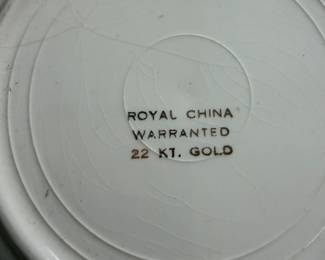 ROYAL CHINA
WARRANTED
22 KT. GOLD